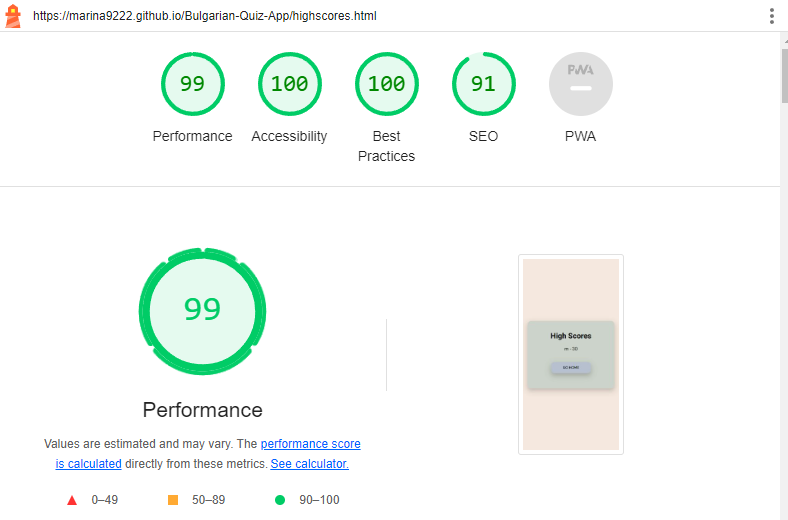 https://marina9222.github.io/Bulgarian-Quiz-App/highscores.html
99
100
100
91
PWA
Performance
Accessibility
Best
Practices
SEO
PWA
99
High Scores
m - 30
GO HOME
Performance
Values are estimated and may vary. The performance score
is calculated directly from these metrics. See calculator.
0–49
50–89
90–100